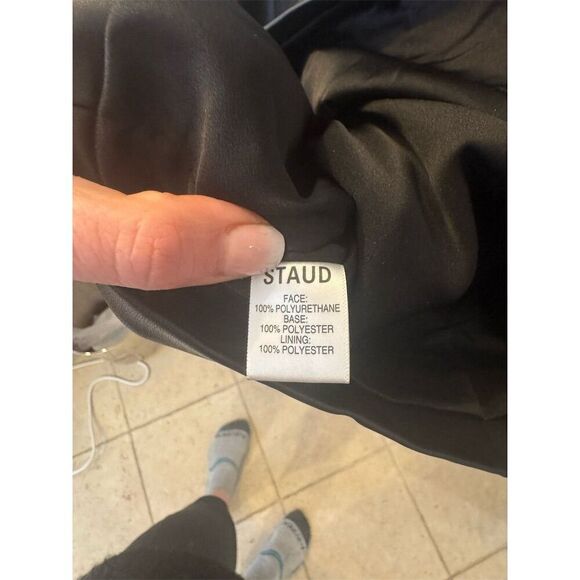 STAUD
FACE:
100% POLYURETHANE
BASE:
100% POLYESTER
LINING:
100% POLYESTER